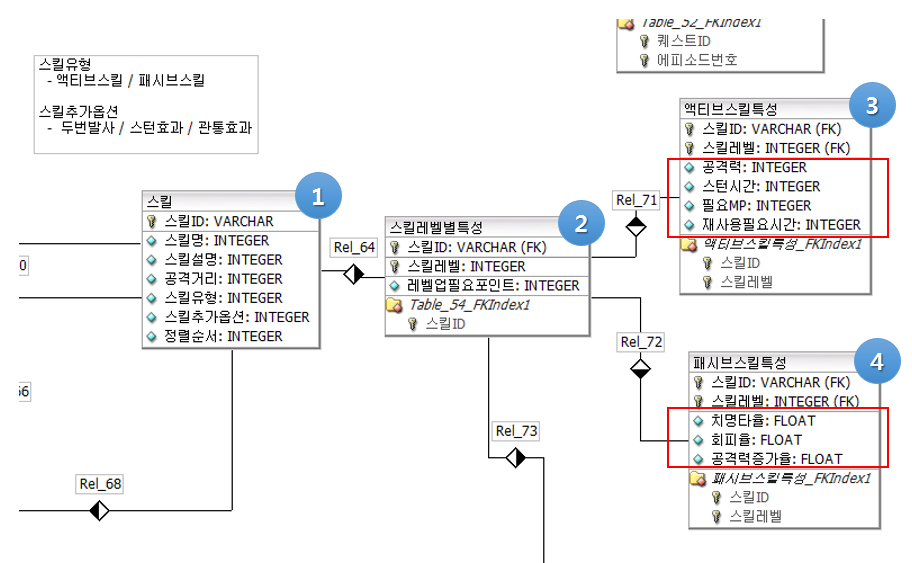 Table_52_FKIndex1
퀘스트ID
에피소드번호
스킬유형
- 액티브스킬 / 패시브스킬
스킬추가옵션
- 두번발사 / 스턴효과 / 관통효과
1
스킬
스킬ID: VARCHAR
스킬명: INTEGER
스킬설명: INTEGER
공격거리: INTEGER
스킬유형: INTEGER
스킬추가옵션: INTEGER
정렬순서: INTEGER
Rel_64
2
스킬레벨별특성
스킬ID: VARCHAR (FK)
스킬레벨: INTEGER
레벨업필요포인트: INTEGER
Table_54_FKIndex1
스킬ID
Rel_71
3
액티브스킬특성
스킬ID: VARCHAR (FK)
스킬레벨: INTEGER (FK)
공격력: INTEGER
스턴시간: INTEGER
필요MP: INTEGER
재사용필요시간: INTEGER
액티브스킬특성_FKIndex1
스킬ID
스킬레벨
Rel_72
4
패시브스킬특성
스킬ID: VARCHAR (FK)
스킬레벨: INTEGER (FK)
치명타율: FLOAT
회피율: FLOAT
공격력증가율: FLOAT
패시브스킬특성_FKIndex1
스킬ID
스킬레벨
Rel_73
Rel_68